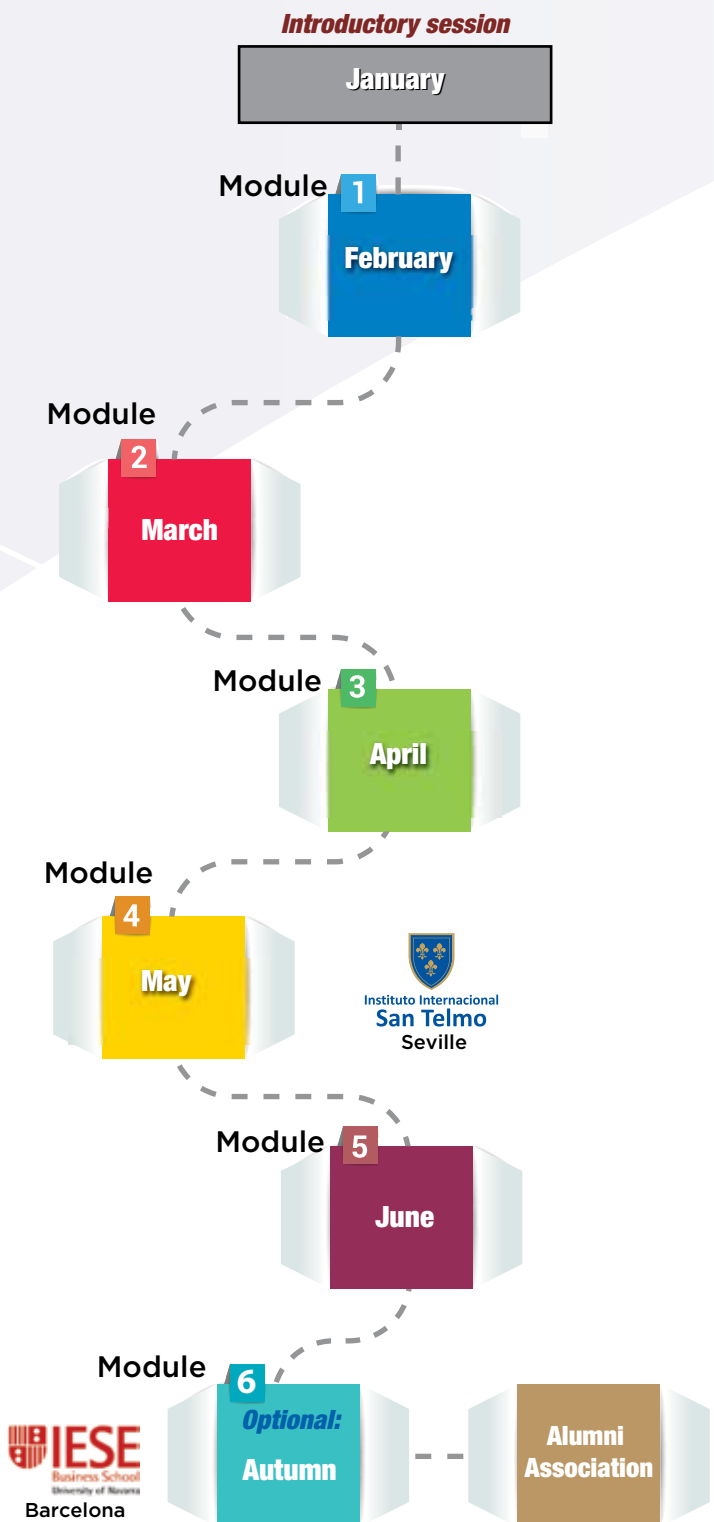 Introductory session
January
Module 1
February
Module
2
March
Module 3
April
Module
4
May
Instituto Internacional
San Telmo
Seville
Module 5
June
Module
6
Optional:
Autumn
IESE
Business School
University of Navarra
Barcelona
Alumni
Association